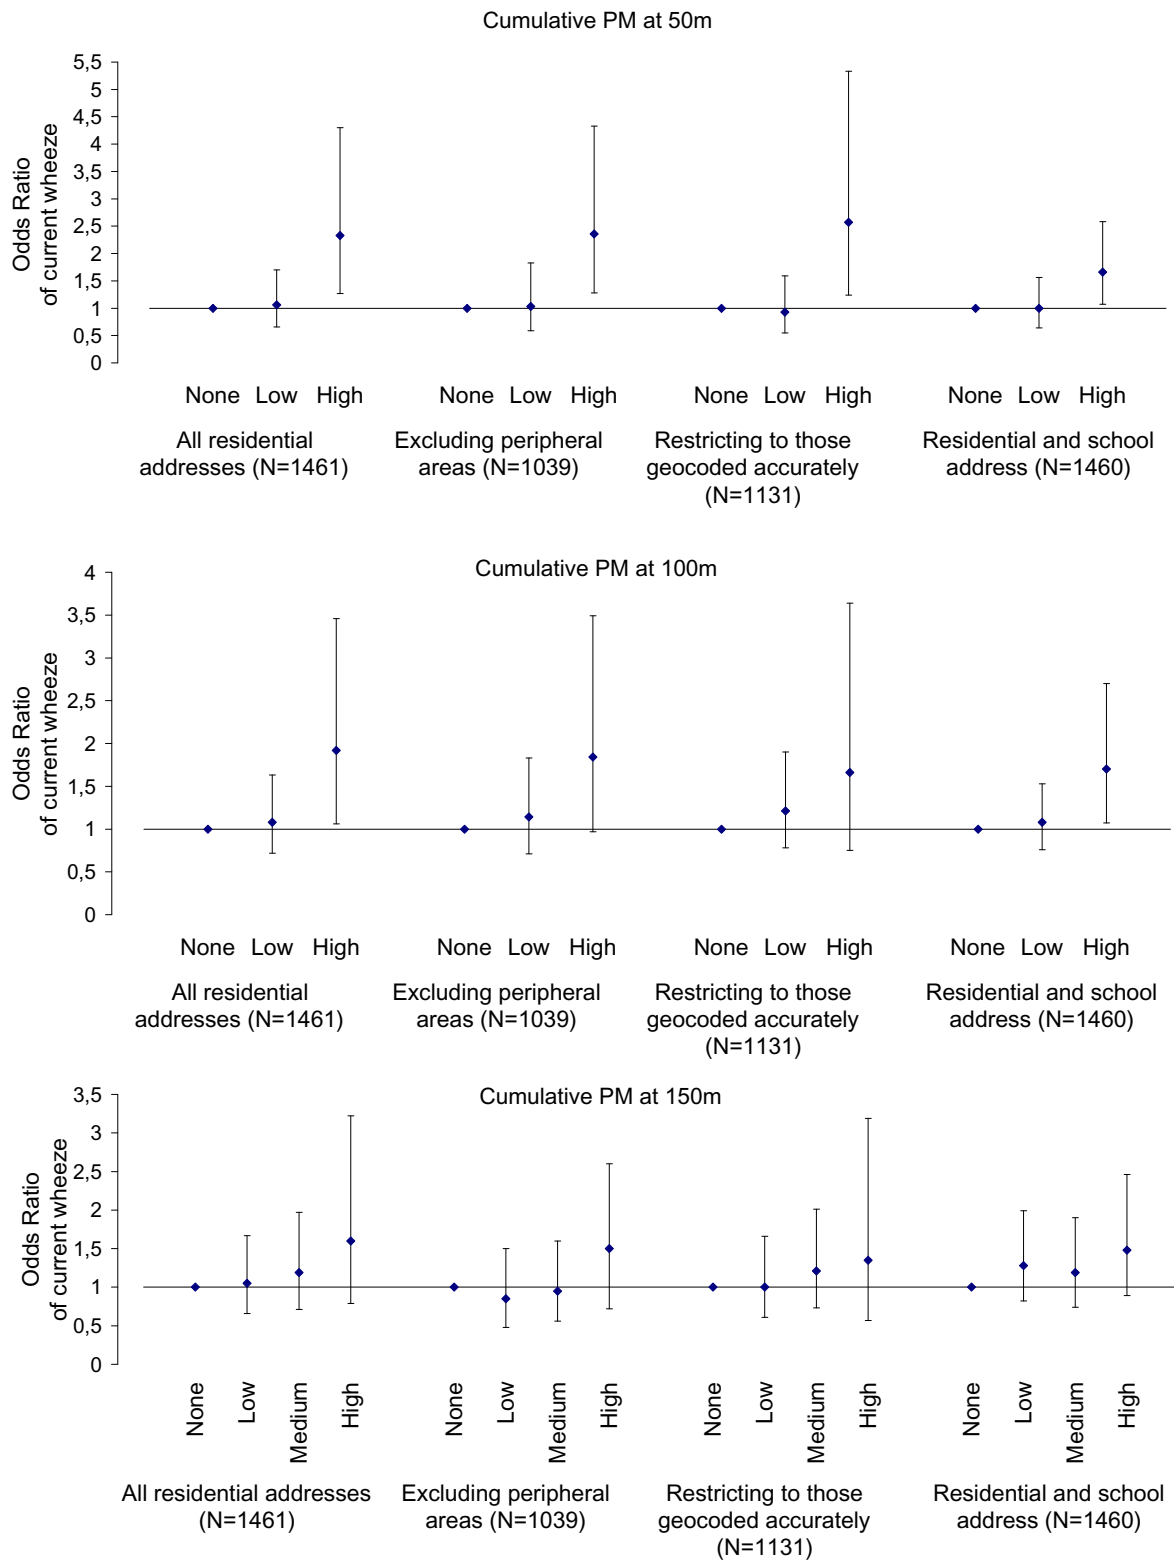 Cumulative PM at 50m
Odds Ratio
of current wheeze
5,5
5
4,5
4
3,5
3
2,5
2
1,5
1
0,5
0
None Low High None Low High None Low High None Low High
All residential
addresses (N=1461)
Excluding peripheral
areas (N=1039)
Restricting to those
geocoded accurately
(N=1131)
Residential and school
address (N=1460)
Cumulative PM at 100m
Odds Ratio
of current wheeze
4
3,5
3
2,5
2
1,5
1
0,5
0
None Low High None Low High None Low High None Low High
All residential
addresses (N=1461)
Excluding peripheral
areas (N=1039)
Restricting to those
geocoded accurately
(N=1131)
Residential and school
address (N=1460)
Cumulative PM at 150m
Odds Ratio
of current wheeze
3,5
3
2,5
2
1,5
1
0,5
0
None
Low
Medium
High
None
Low
Medium
High
None
Low
Medium
High
None
Low
Medium
High
All residential addresses
(N=1461)
Excluding peripheral
areas (N=1039)
Restricting to those
geocoded accurately
(N=1131)
Residential and school
address (N=1460)